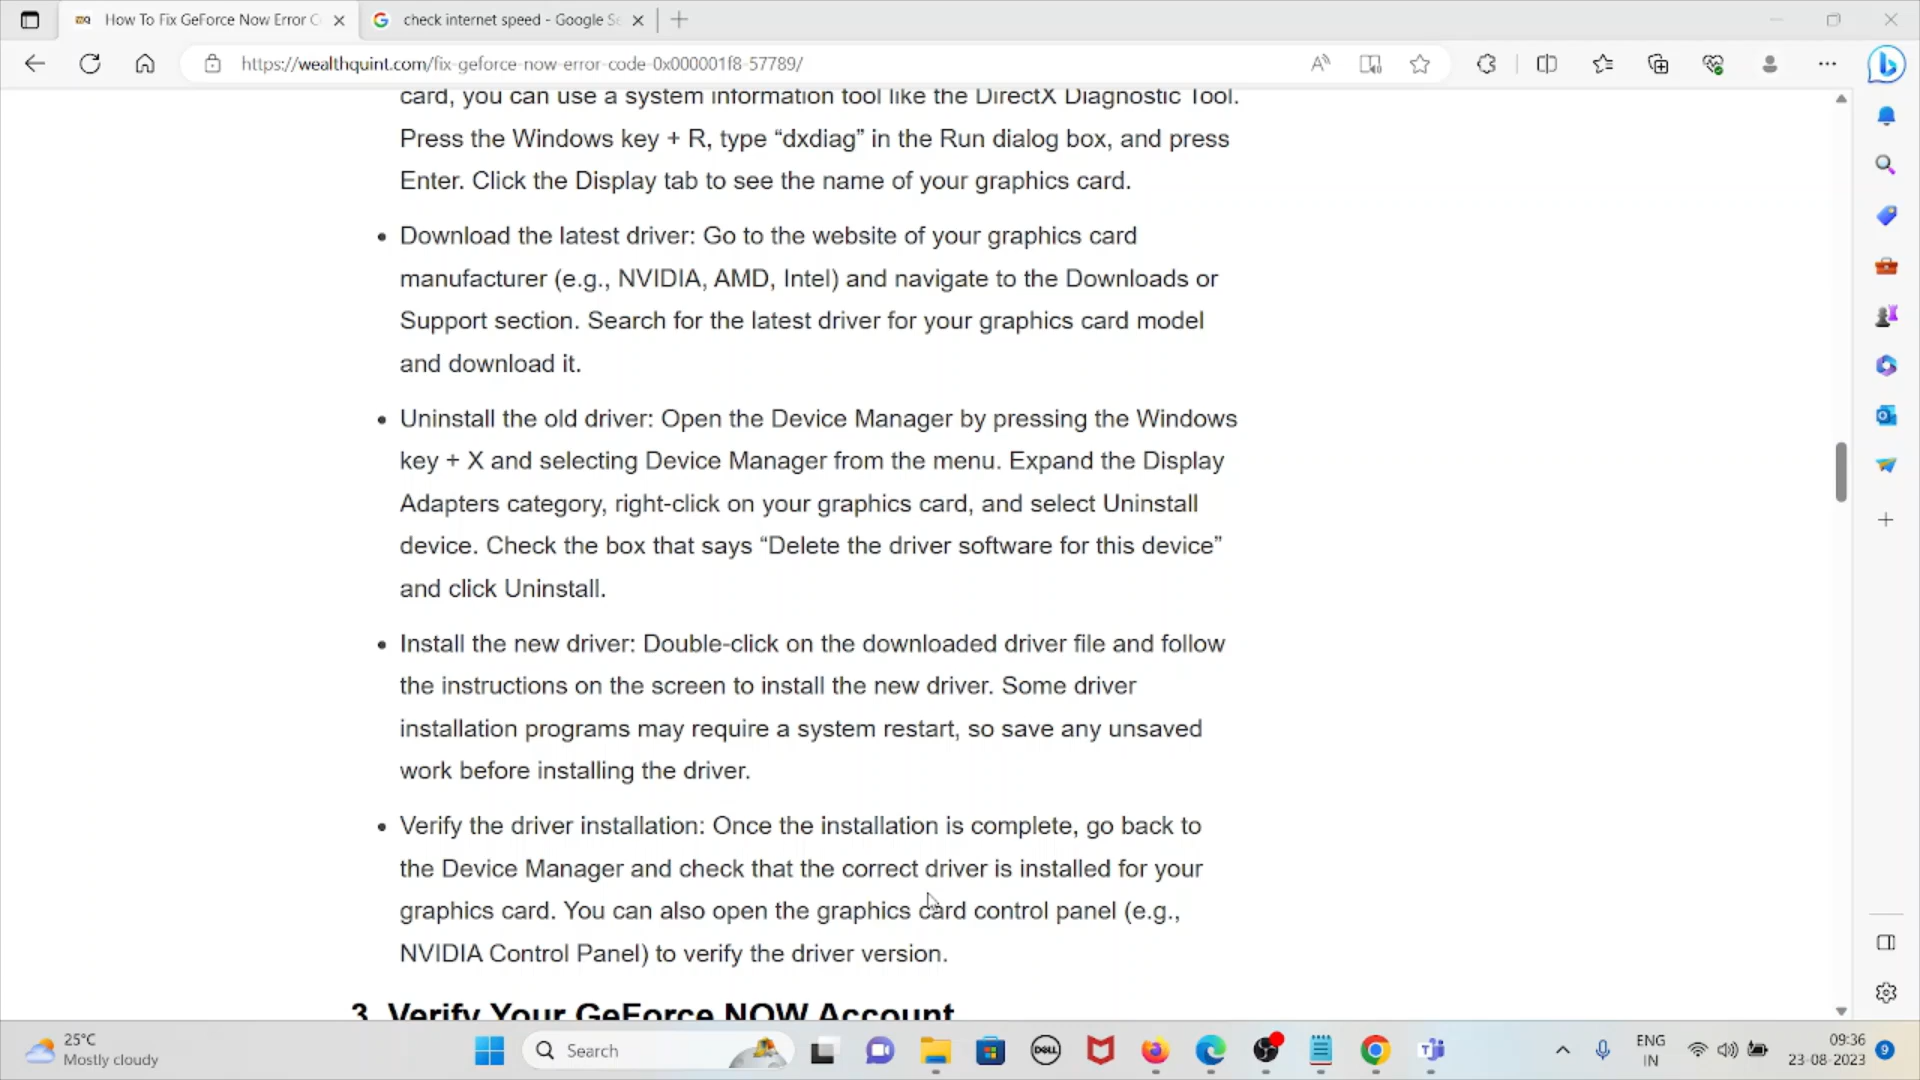 How To Fix GeForce Now Error C
check internet speed - Google Se
https://wealthquint.com/fix-geforce-now-error-code-0x000001f8-57789/
card, you can use a system information tool like the DirectX Diagnostic Tool.
Press the Windows key + R, type “dxdiag” in the Run dialog box, and press
Enter. Click the Display tab to see the name of your graphics card.
• Download the latest driver: Go to the website of your graphics card
manufacturer (e.g., NVIDIA, AMD, Intel) and navigate to the Downloads or
Support section. Search for the latest driver for your graphics card model
and download it.
• Uninstall the old driver: Open the Device Manager by pressing the Windows
key + X and selecting Device Manager from the menu. Expand the Display
Adapters category, right-click on your graphics card, and select Uninstall
device. Check the box that says “Delete the driver software for this device”
and click Uninstall.
• Install the new driver: Double-click on the downloaded driver file and follow
the instructions on the screen to install the new driver. Some driver
installation programs may require a system restart, so save any unsaved
work before installing the driver.
• Verify the driver installation: Once the installation is complete, go back to
the Device Manager and check that the correct driver is installed for your
graphics card. You can also open the graphics card control panel (e.g.,
NVIDIA Control Panel) to verify the driver version.
3. Verify Your GeForce NOW Account
25°C
Mostly cloudy
Search
DELL
ENG
IN
09:36
23-08-2023
9